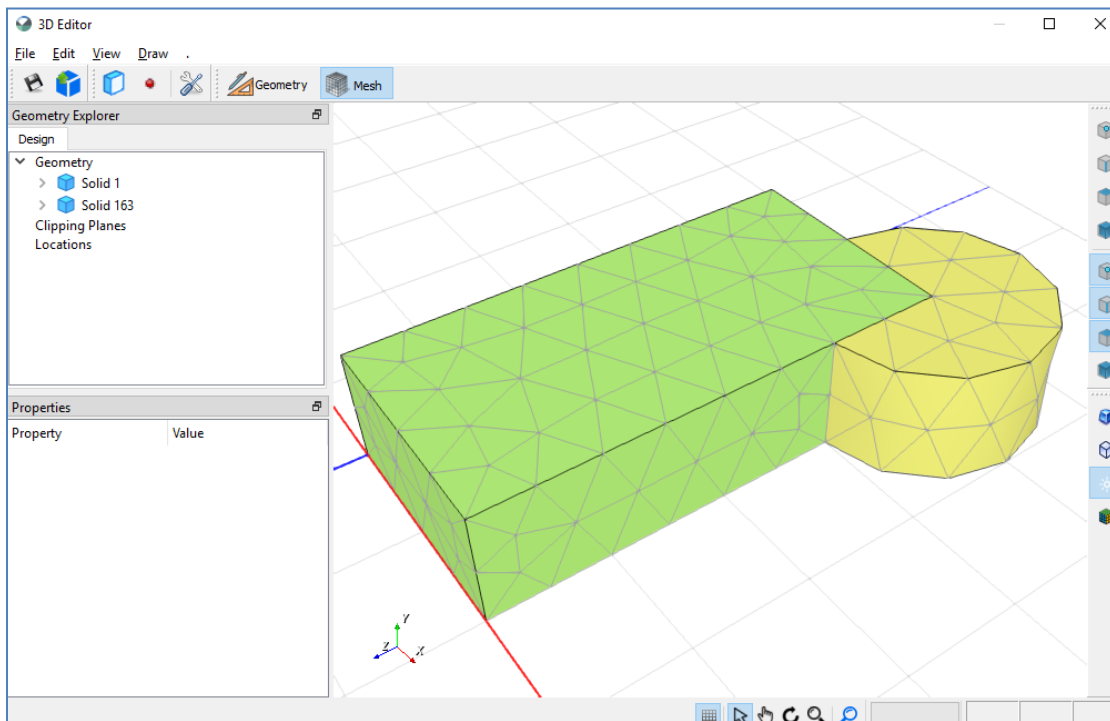 3D Editor
File Edit View Draw .
Geometry Mesh
Geometry Explorer
Design
Geometry
Solid 1
Solid 163
Clipping Planes
Locations
Properties
Property Value
Y
Z X